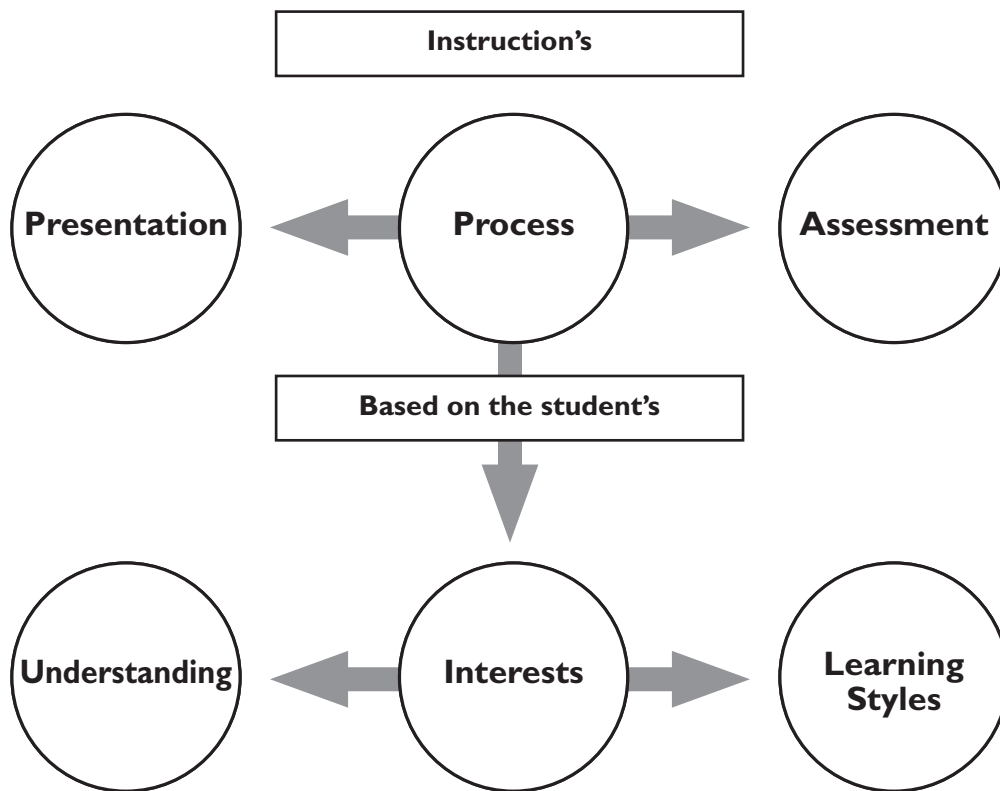 Instruction’s
Presentation
Process
Assessment
Based on the student’s
Understanding
Interests
Learning
Styles